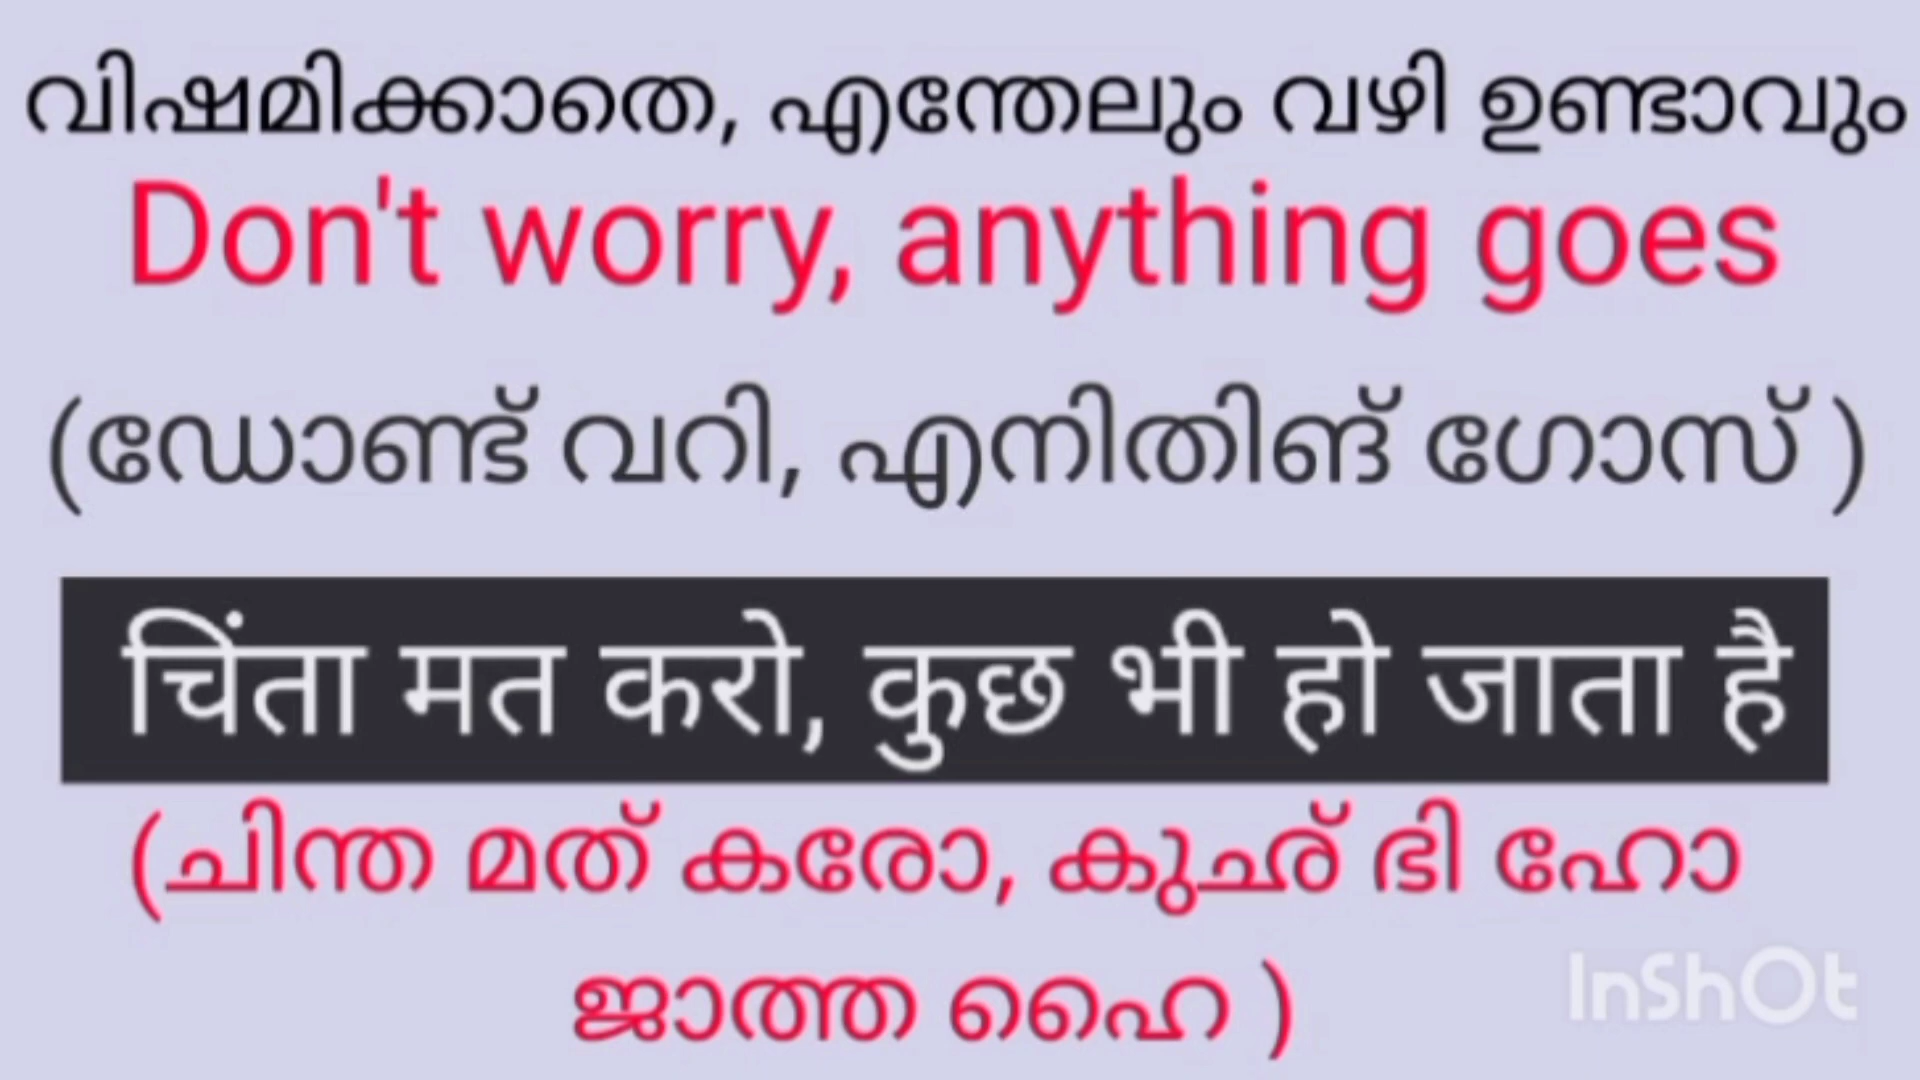 വിഷമിക്കാതെ, എന്തേലും വഴി ഉണ്ടാവും
Don't worry, anything goes
(ഡോണ്ട് വറി, എനിതിങ് ഗോസ് )
चिंता मत करो, कुछ भी हो जाता है
(ചിന്ത മത് കരോ, കുഛ് ഭി ഹോ
ജാത്ത ഹൈ )
InShOt